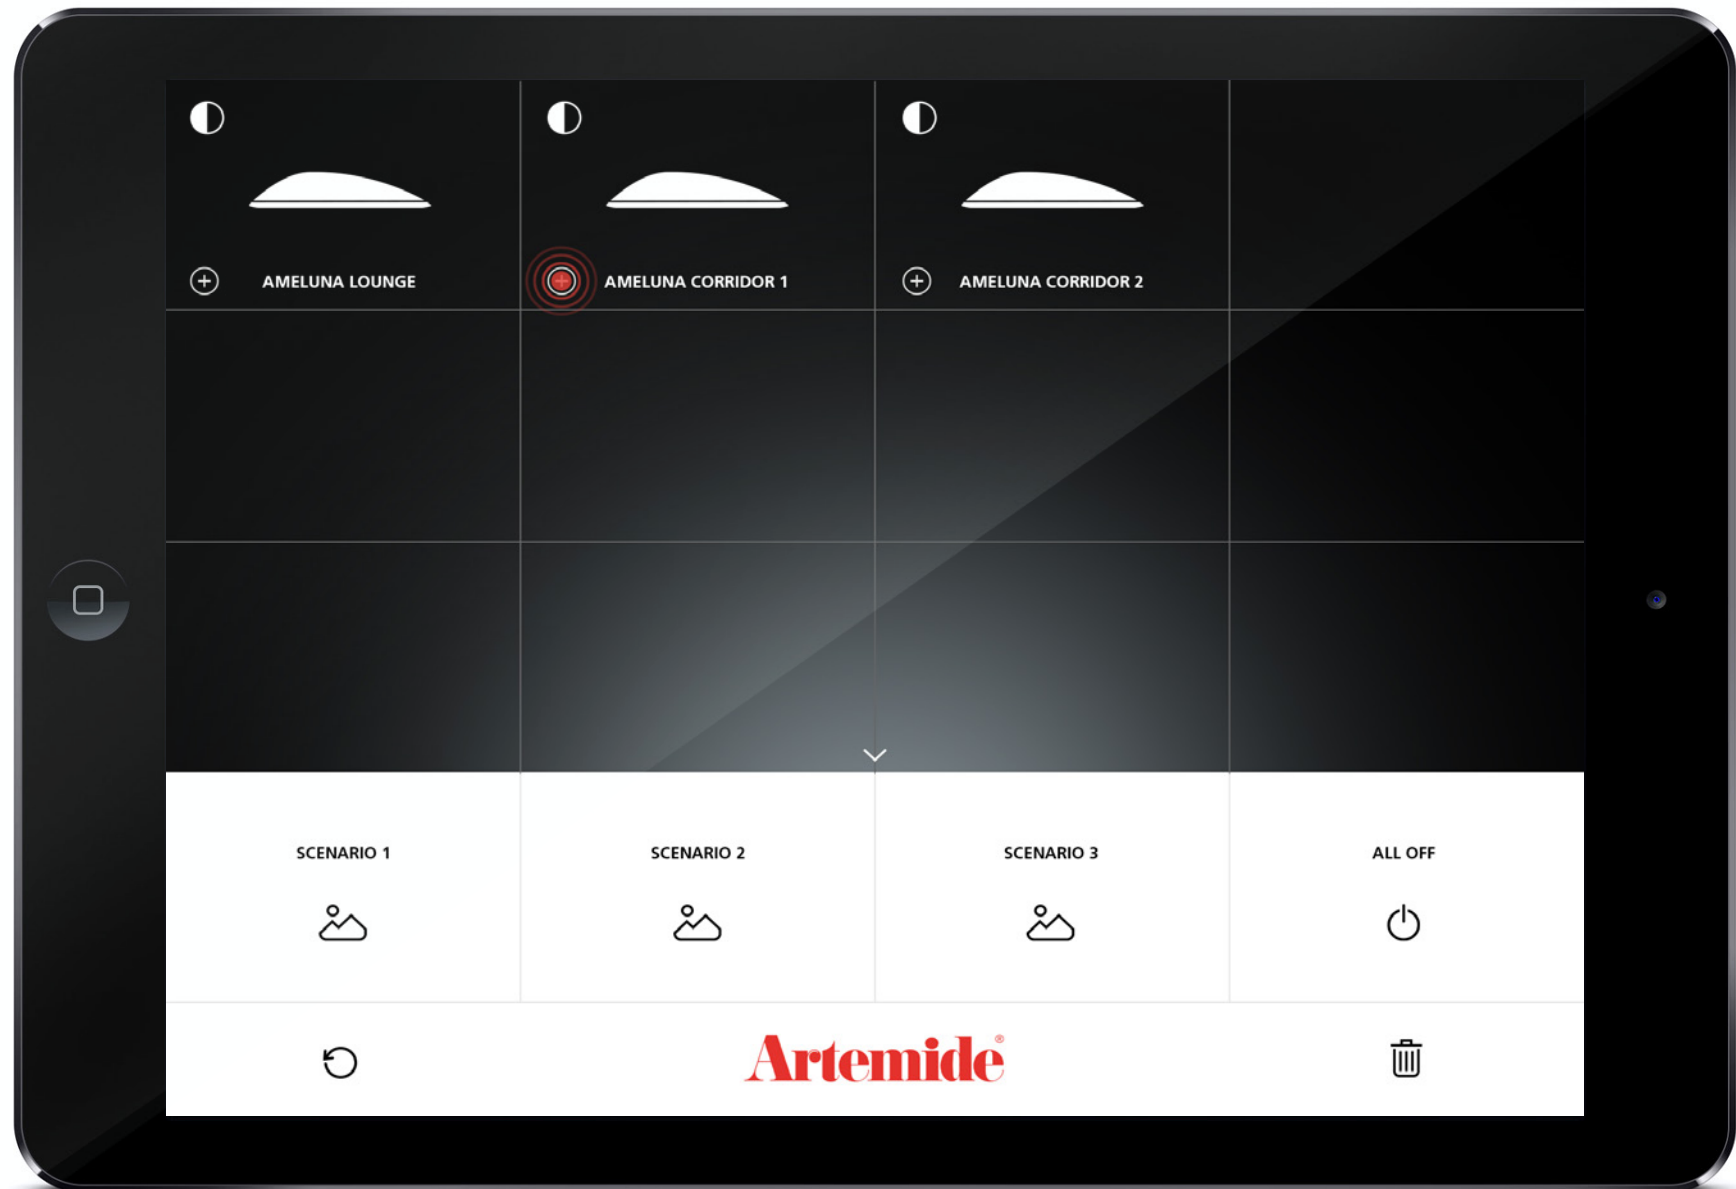 AMELUNA LOUNGE
AMELUNA CORRIDOR 1
AMELUNA CORRIDOR 2
SCENARIO 1
SCENARIO 2
SCENARIO 3
ALL OFF
Artemide®